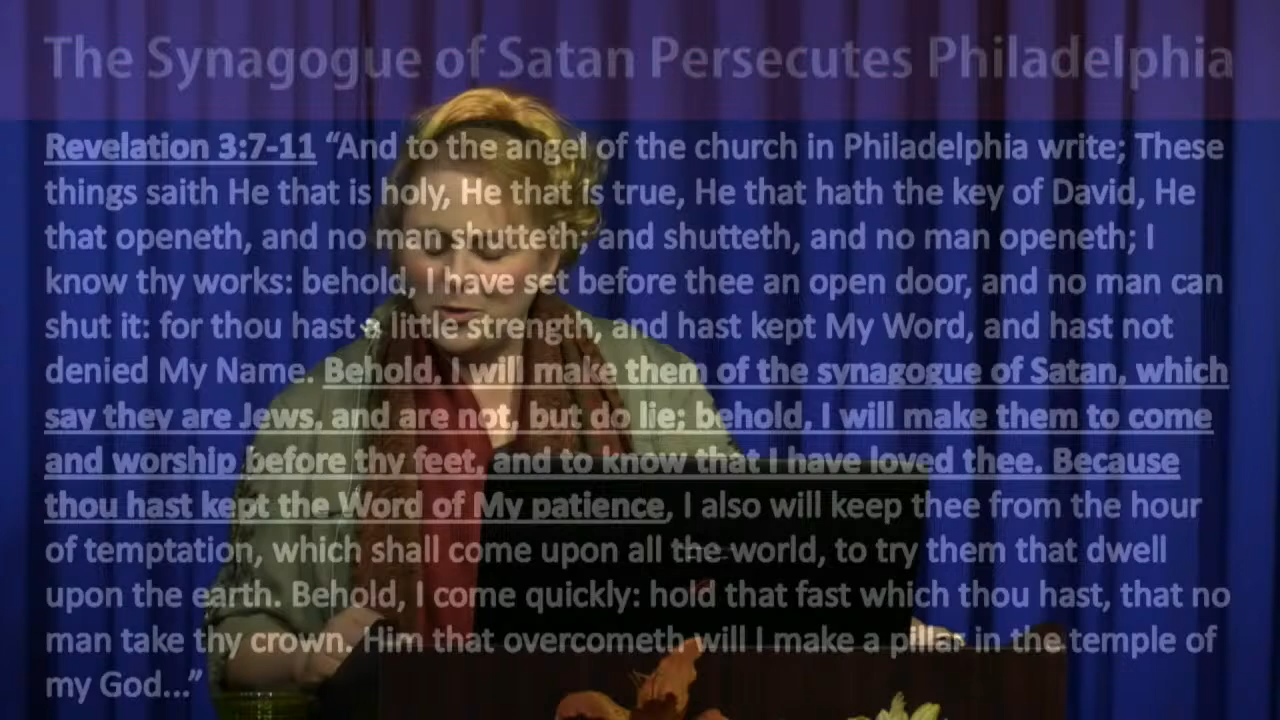 The Synagogue of Satan Persecutes Philadelphia
Revelation 3:7-11 “And to the angel of the church in Philadelphia write; These
things saith He that is holy, He that is true, He that hath the key of David, He
that openeth, and no man shutteth; and shutteth, and no man openeth; I
know thy works: behold, I have set before thee an open door, and no man can
shut it: for thou hast a little strength, and hast kept My Word, and hast not
denied My Name. Behold, I will make them of the synagogue of Satan, which
say they are Jews, and are not, but do lie; behold, I will make them to come
and worship before thy feet, and to know that I have loved thee. Because
thou hast kept the Word of My patience, I also will keep thee from the hour
of temptation, which shall come upon all the world, to try them that dwell
upon the earth. Behold, I come quickly: hold that fast which thou hast, that no
man take thy crown. Him that overcometh will I make a pillar in the temple of
my God...”